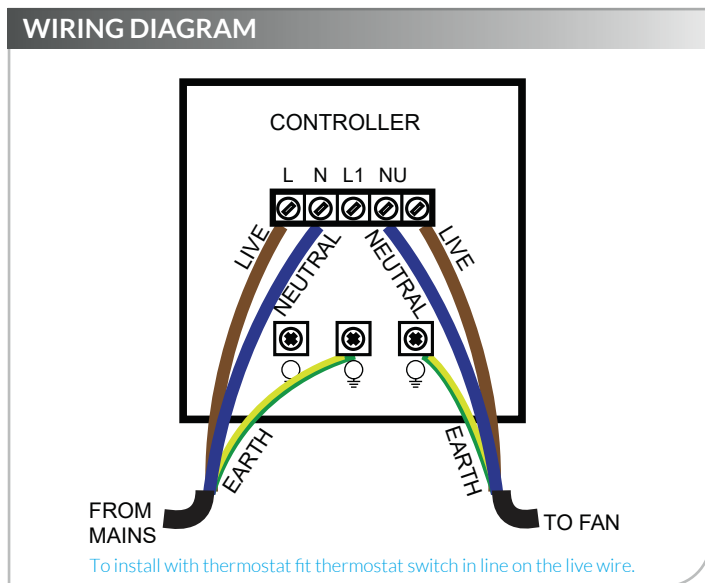 WIRING DIAGRAM
CONTROLLER
L N L1 NU
LIVE
NEUTRAL
NEUTRAL
LIVE
EARTH
EARTH
FROM
MAINS
TO FAN
To install with thermostat fit thermostat switch in line on the live wire.